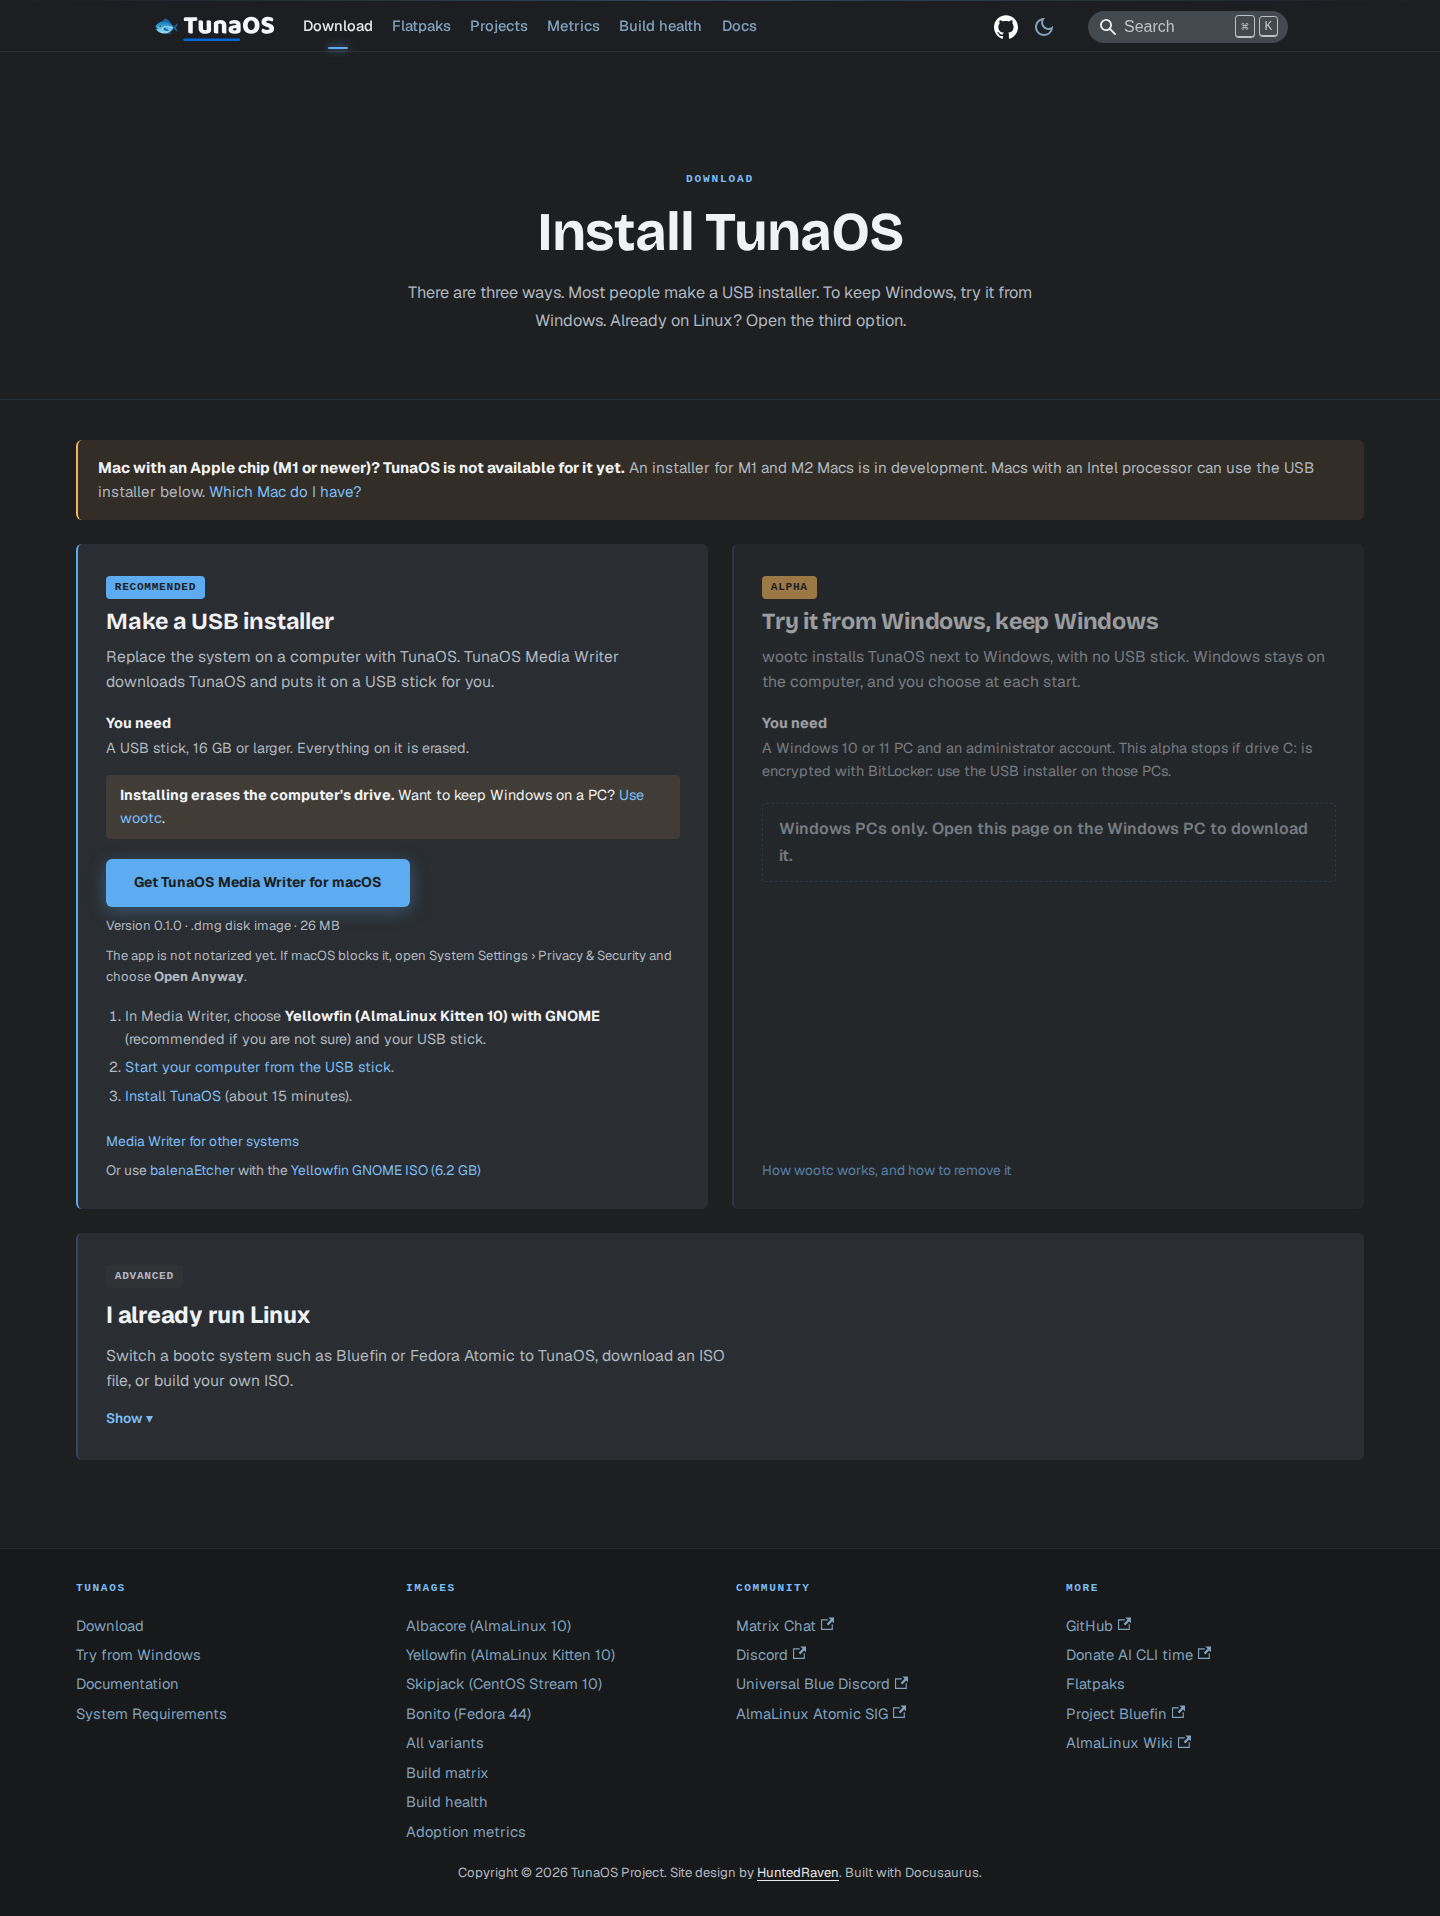 TunaOS
Download
Flatpaks
Projects
Metrics
Build health
Docs
Search
⌘ K
DOWNLOAD
Install TunaOS
There are three ways. Most people make a USB installer. To keep Windows, try it from
Windows. Already on Linux? Open the third option.
Mac with an Apple chip (M1 or newer)? TunaOS is not available for it yet. An installer for M1 and M2 Macs is in development. Macs with an Intel processor can use the USB
installer below. Which Mac do I have?
RECOMMENDED
Make a USB installer
Replace the system on a computer with TunaOS. TunaOS Media Writer
downloads TunaOS and puts it on a USB stick for you.
You need
A USB stick, 16 GB or larger. Everything on it is erased.
Installing erases the computer's drive. Want to keep Windows on a PC? Use
wootc.
Get TunaOS Media Writer for macOS
Version 0.1.0 · .dmg disk image · 26 MB
The app is not notarized yet. If macOS blocks it, open System Settings › Privacy & Security and
choose Open Anyway.
1. In Media Writer, choose Yellowfin (AlmaLinux Kitten 10) with GNOME
(recommended if you are not sure) and your USB stick.
2. Start your computer from the USB stick.
3. Install TunaOS (about 15 minutes).
Media Writer for other systems
Or use balenaEtcher with the Yellowfin GNOME ISO (6.2 GB)
ALPHA
Try it from Windows, keep Windows
wootc installs TunaOS next to Windows, with no USB stick. Windows stays on
the computer, and you choose at each start.
You need
A Windows 10 or 11 PC and an administrator account. This alpha stops if drive C: is
encrypted with BitLocker: use the USB installer on those PCs.
Windows PCs only. Open this page on the Windows PC to download
it.
How wootc works, and how to remove it
ADVANCED
I already run Linux
Switch a bootc system such as Bluefin or Fedora Atomic to TunaOS, download an ISO
file, or build your own ISO.
Show ▾
TUNAOS
Download
Try from Windows
Documentation
System Requirements
IMAGES
Albacore (AlmaLinux 10)
Yellowfin (AlmaLinux Kitten 10)
Skipjack (CentOS Stream 10)
Bonito (Fedora 44)
All variants
Build matrix
Build health
Adoption metrics
COMMUNITY
Matrix Chat
Discord
Universal Blue Discord
AlmaLinux Atomic SIG
MORE
GitHub
Donate AI CLI time
Flatpaks
Project Bluefin
AlmaLinux Wiki
Copyright © 2026 TunaOS Project. Site design by HuntedRaven. Built with Docusaurus.